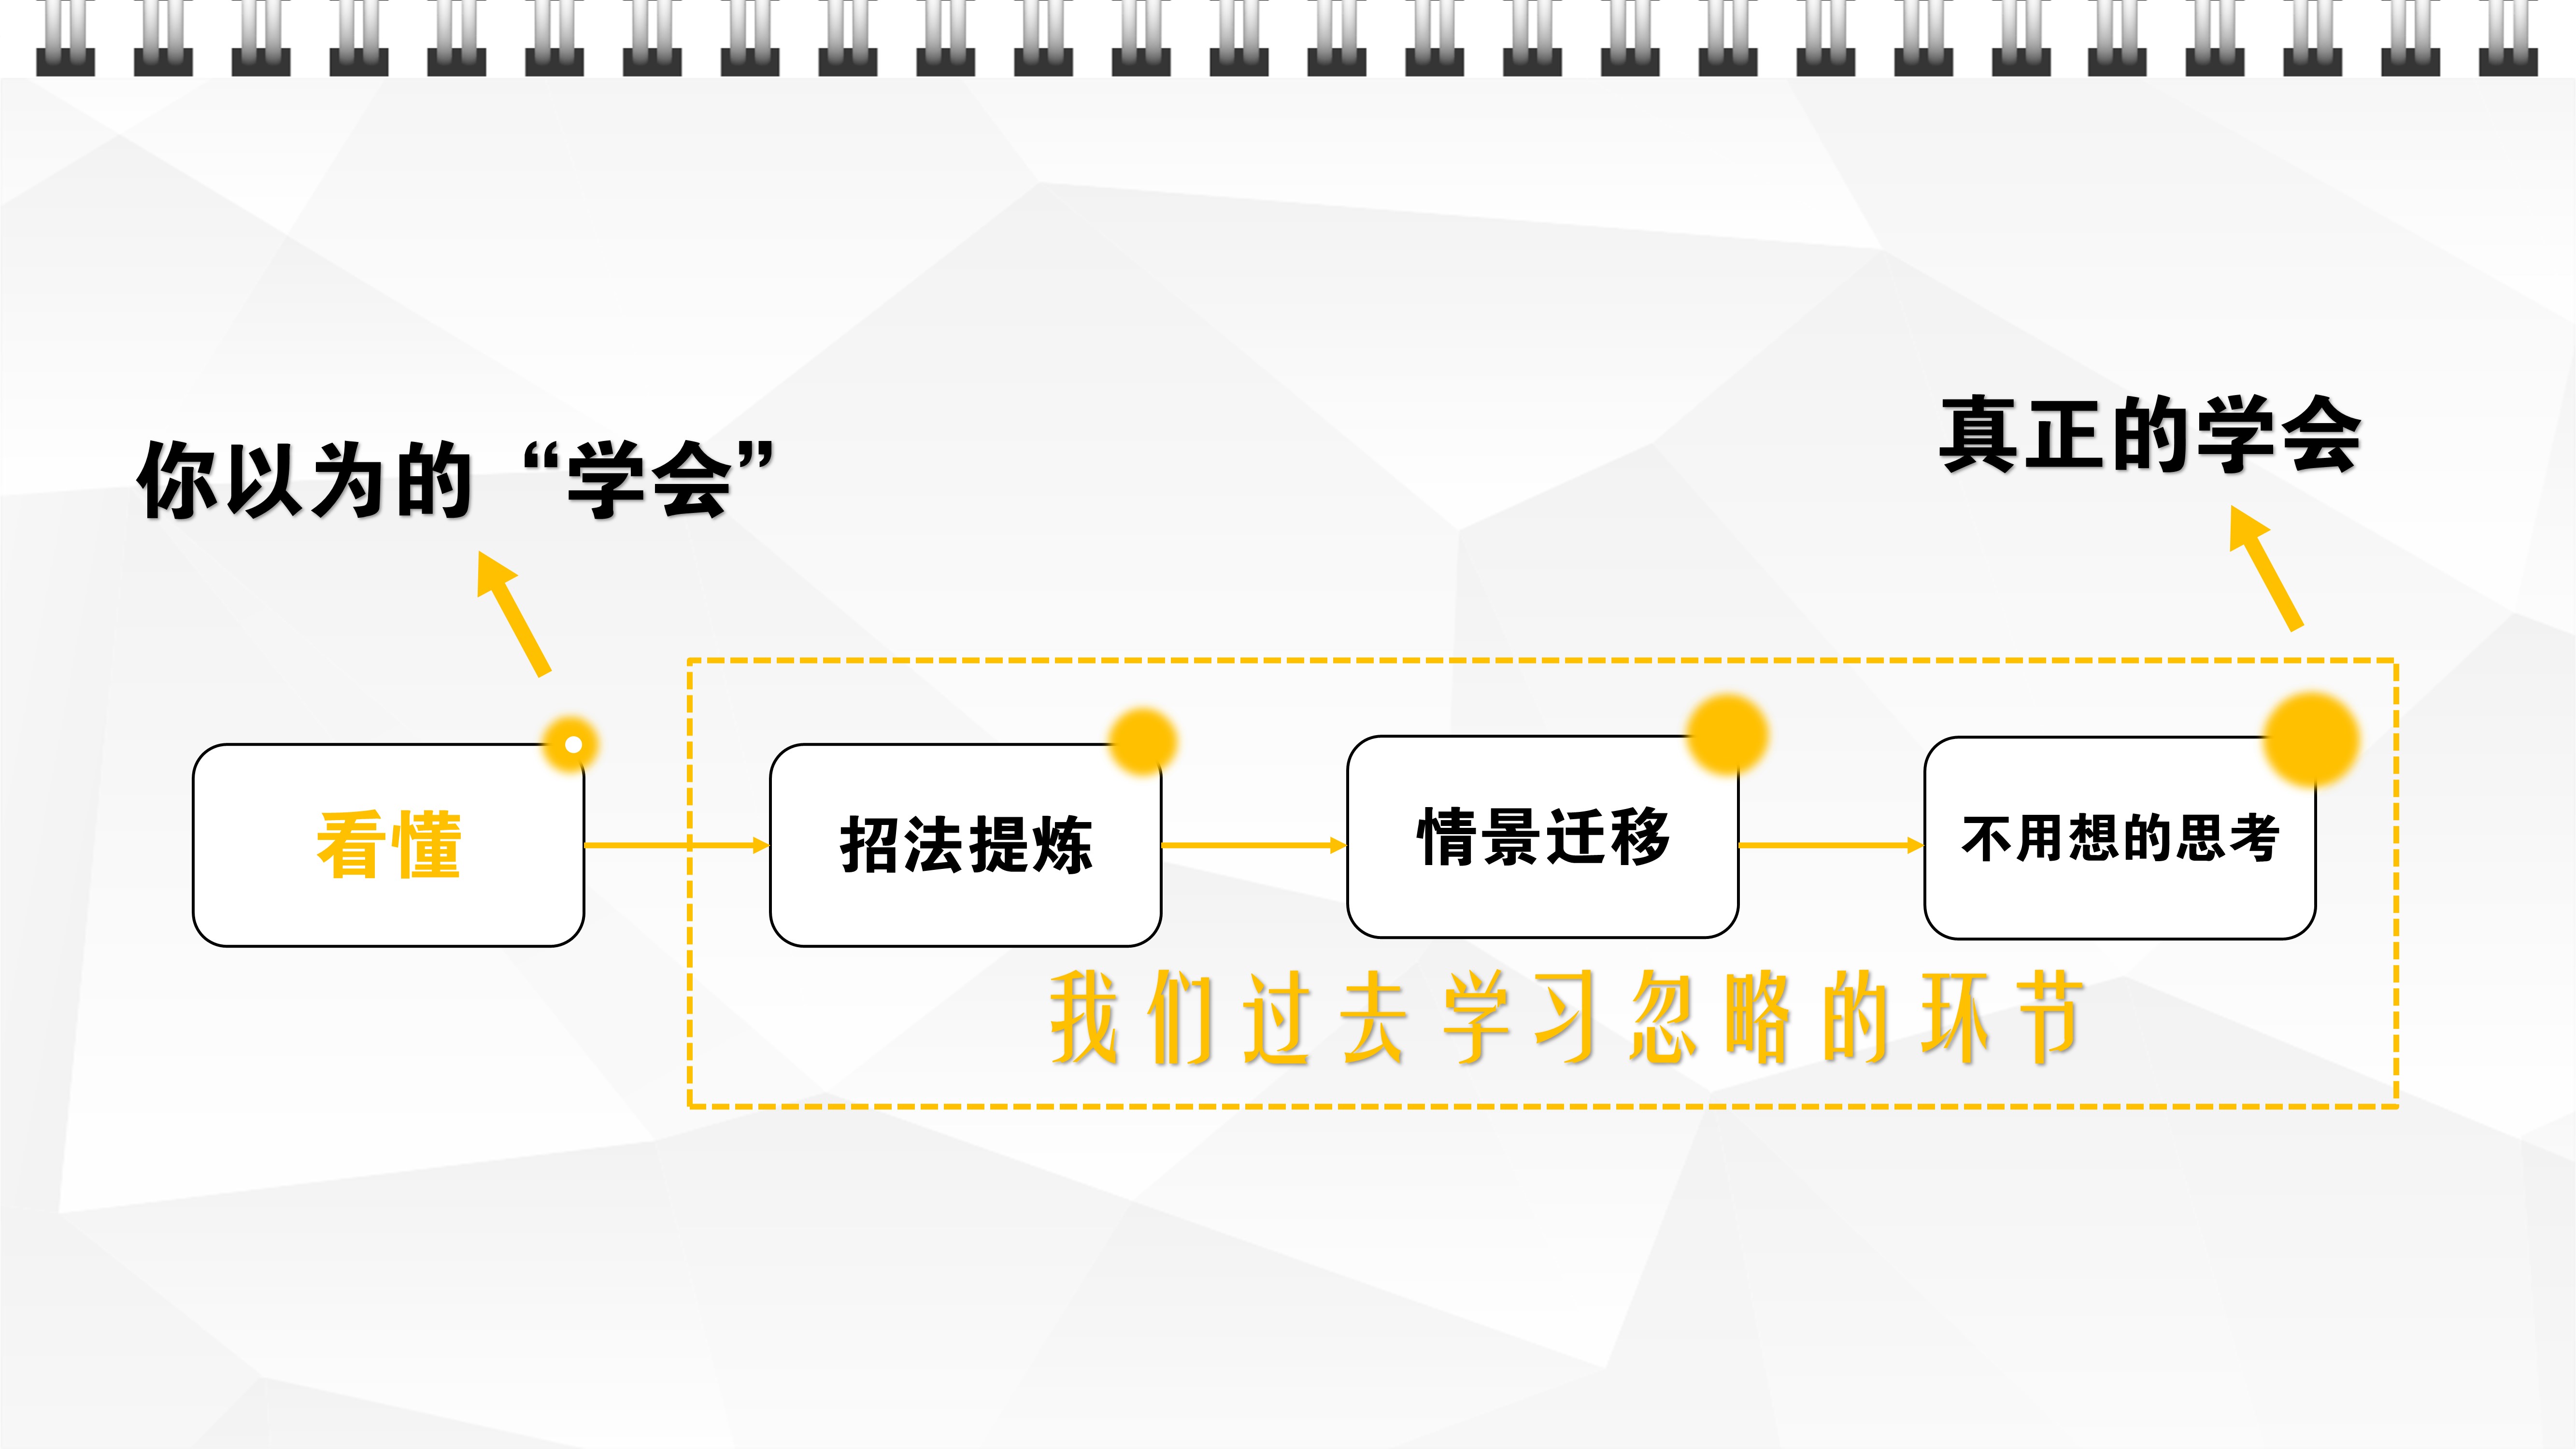 真正的学会
你以为的“学会”
看懂
招法提炼
情景迁移
不用想的思考
我们过去学习忽略的环节